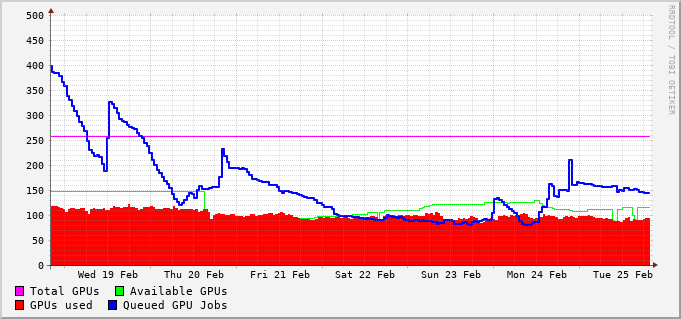 500
450
400
350
300
250
200
150
100
50
0
Wed 19 Feb Thu 20 Feb Fri 21 Feb Sat 22 Feb Sun 23 Feb Mon 24 Feb Tue 25 Feb
Total GPUs Available GPUs
GPUs used Queued GPU Jobs
RRDTOOL / TOBI OETIKER